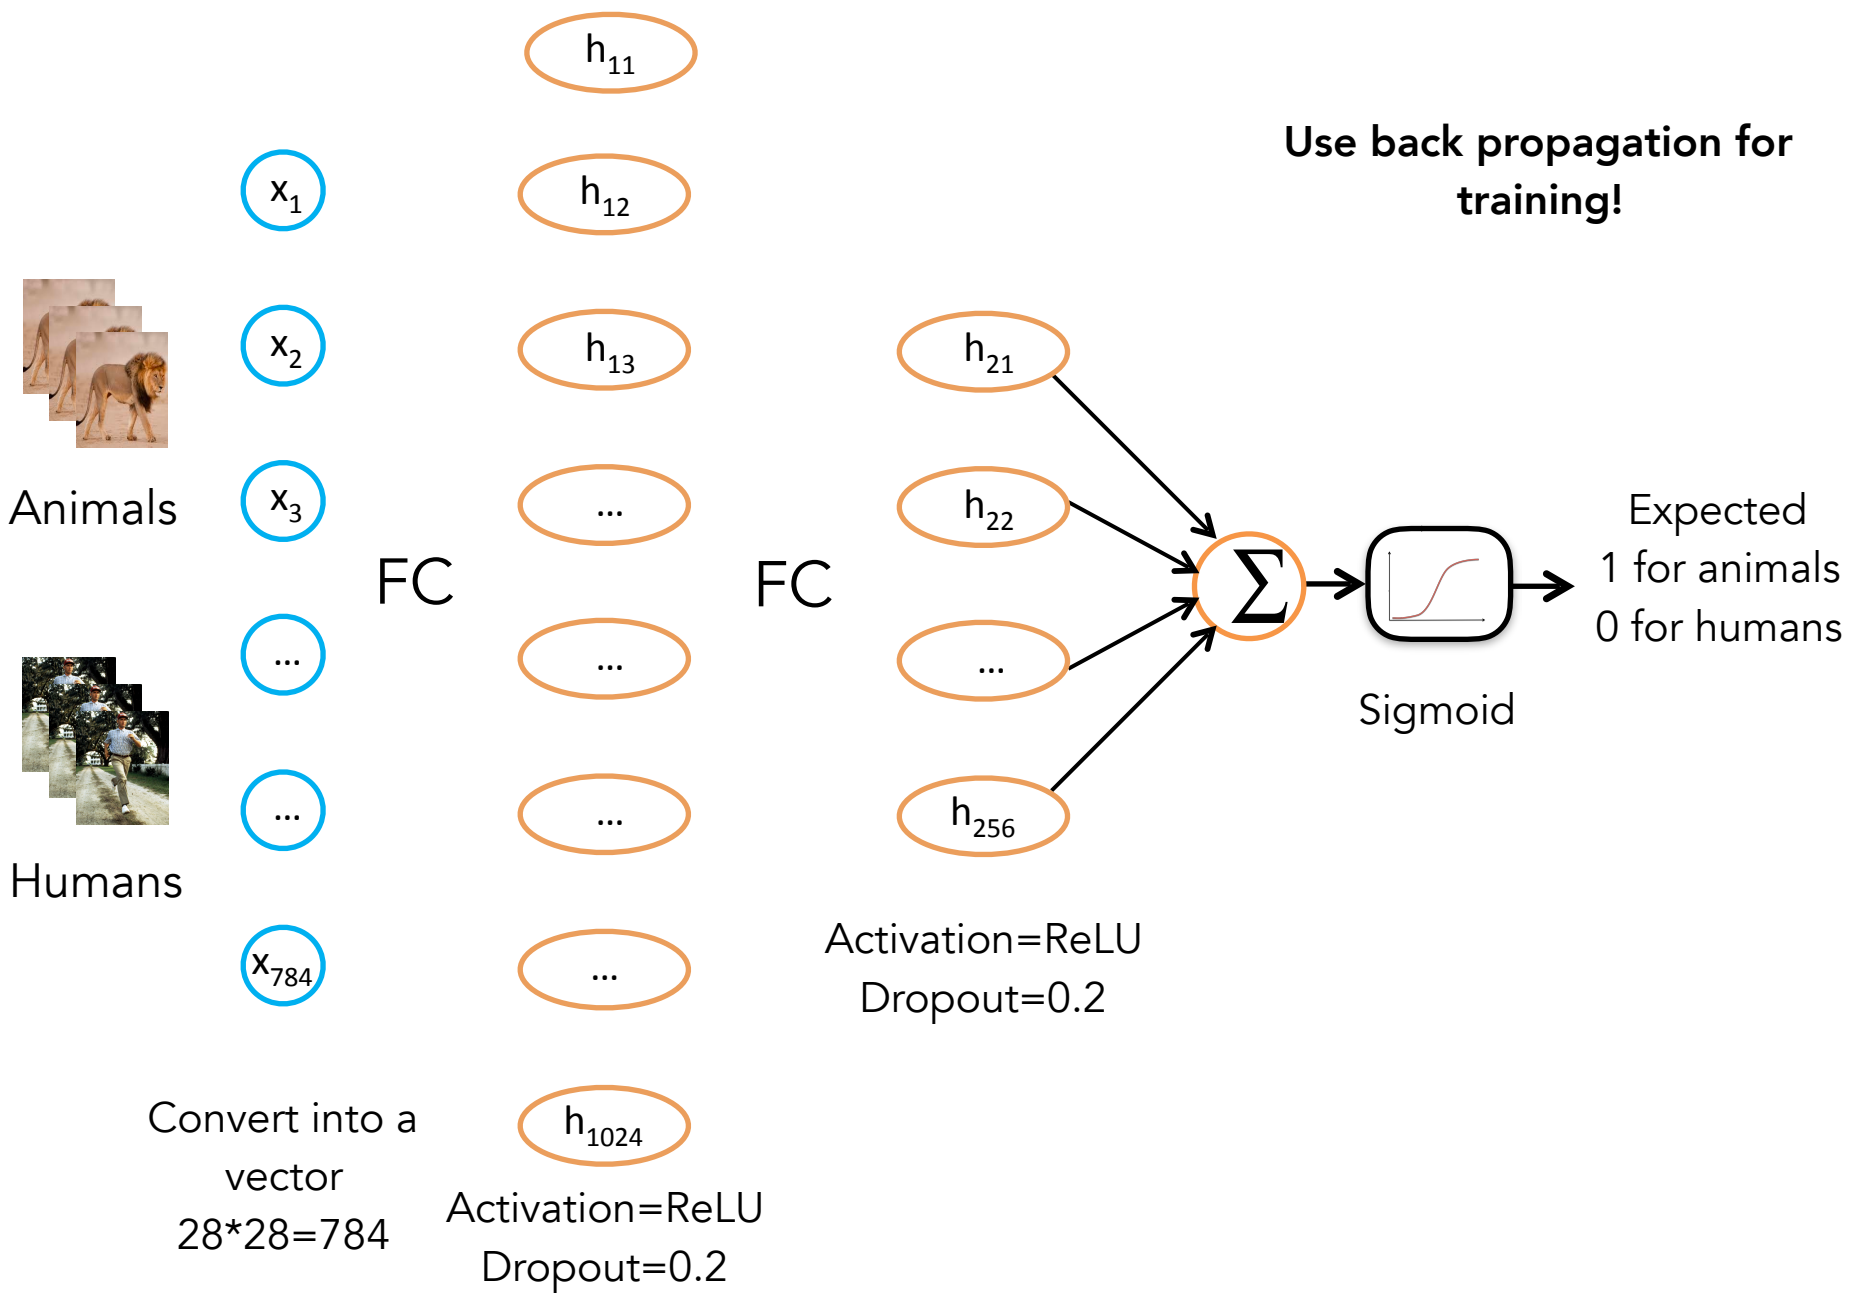 h11
Use back propagation for
training!
x1
h12
x2
h13
h21
Animals
x3
...
h22
Expected
1 for animals
0 for humans
FC
FC
∑
...
...
...
Sigmoid
...
...
h256
Humans
Activation=ReLU
Dropout=0.2
x784
...
h1024
Convert into a
vector
28*28=784
Activation=ReLU
Dropout=0.2